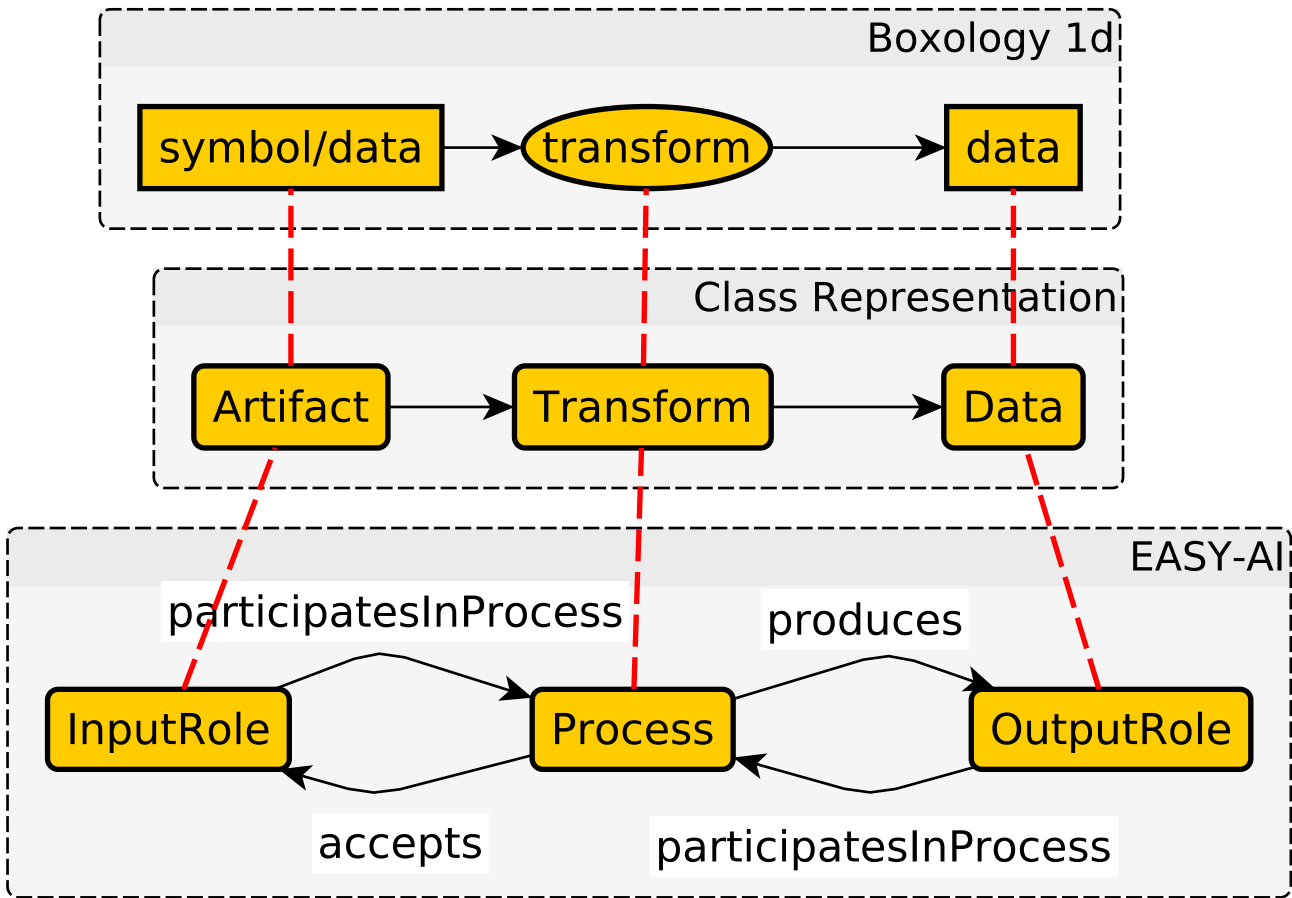 Boxology 1d
symbol/data
transform
data
Class Representation
Artifact
Transform
Data
EASY-AI
participatesInProcess
produces
InputRole
Process
OutputRole
accepts
participatesInProcess